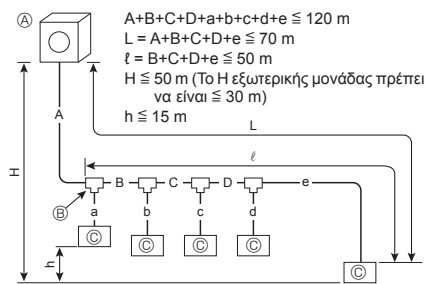 Ⓐ
A+B+C+D+a+b+c+d+e ≦ 120 m
L = A+B+C+D+e ≦ 70 m
ℓ = B+C+D+e ≦ 50 m
H ≦ 50 m (Το H εξωτερικής μονάδας πρέπει
να είναι ≦ 30 m)
h ≦ 15 m
A
L
H
ℓ
B C D e
Ⓑ
a b c d
Ⓒ Ⓒ Ⓒ Ⓒ
h
Ⓒ